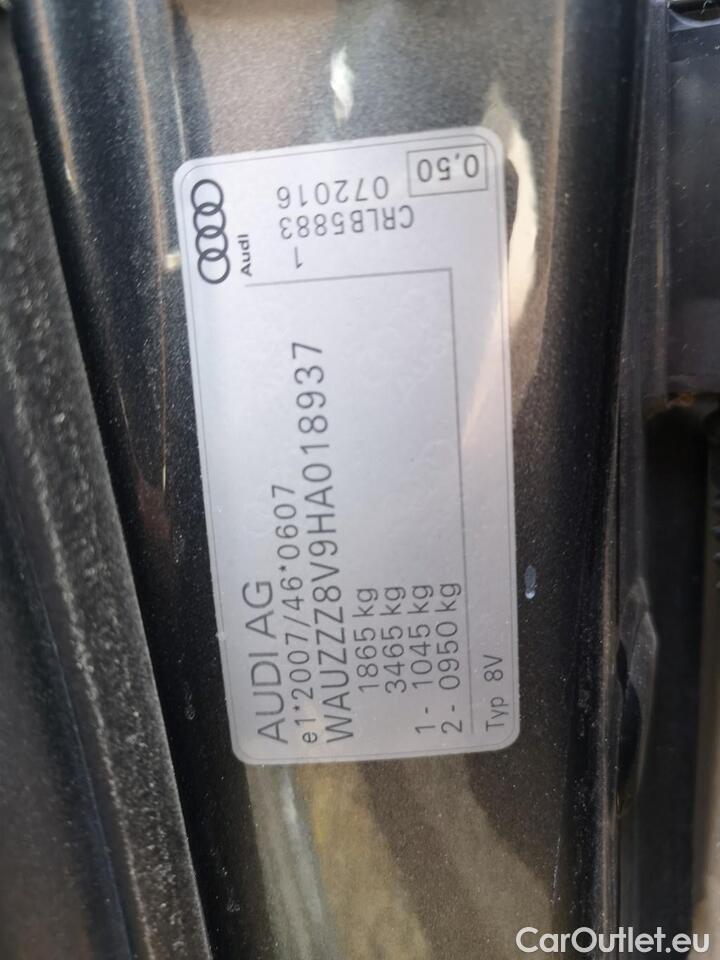 AUDI AG
e1*2007/46*0607
WAUZZZ8V9HA018937
1865 kg
3465 kg
1 - 1045 kg
2 - 0950 kg
Typ 8V
Audi
1
CRLB5883
072016
0,50
CarOutlet.eu